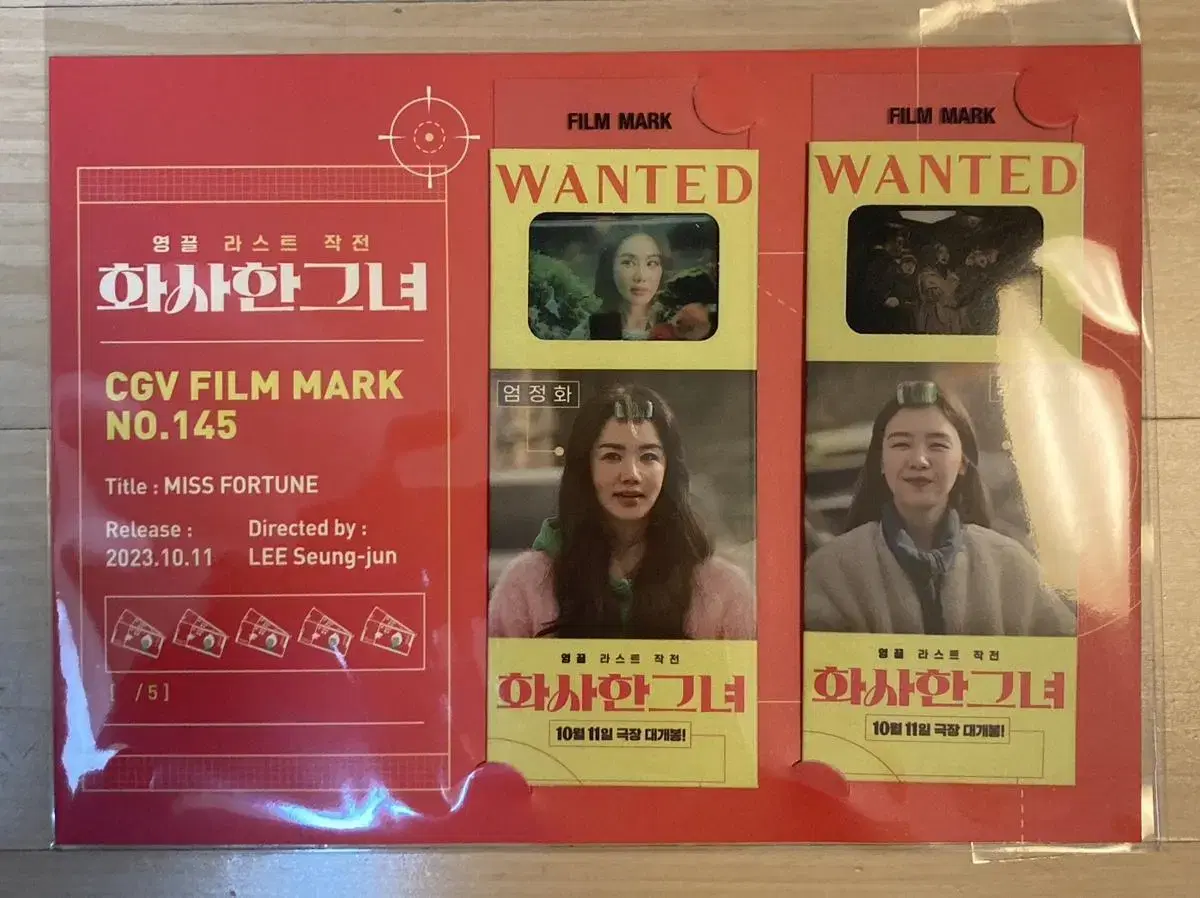 영끌 라스트 작전
화사한그녀
CGV FILM MARK
NO.145
Title : MISS FORTUNE
Release :
2023.10.11
Directed by :
LEE Seung-jun
[ /5]
FILM MARK
WANTED
엄정화
영끌 라스트 작전
화사한그녀
10월 11일 극장 대개봉!
FILM MARK
WANTED
영끌 라스트 작전
화사한그녀
10월 11일 극장 대개봉!